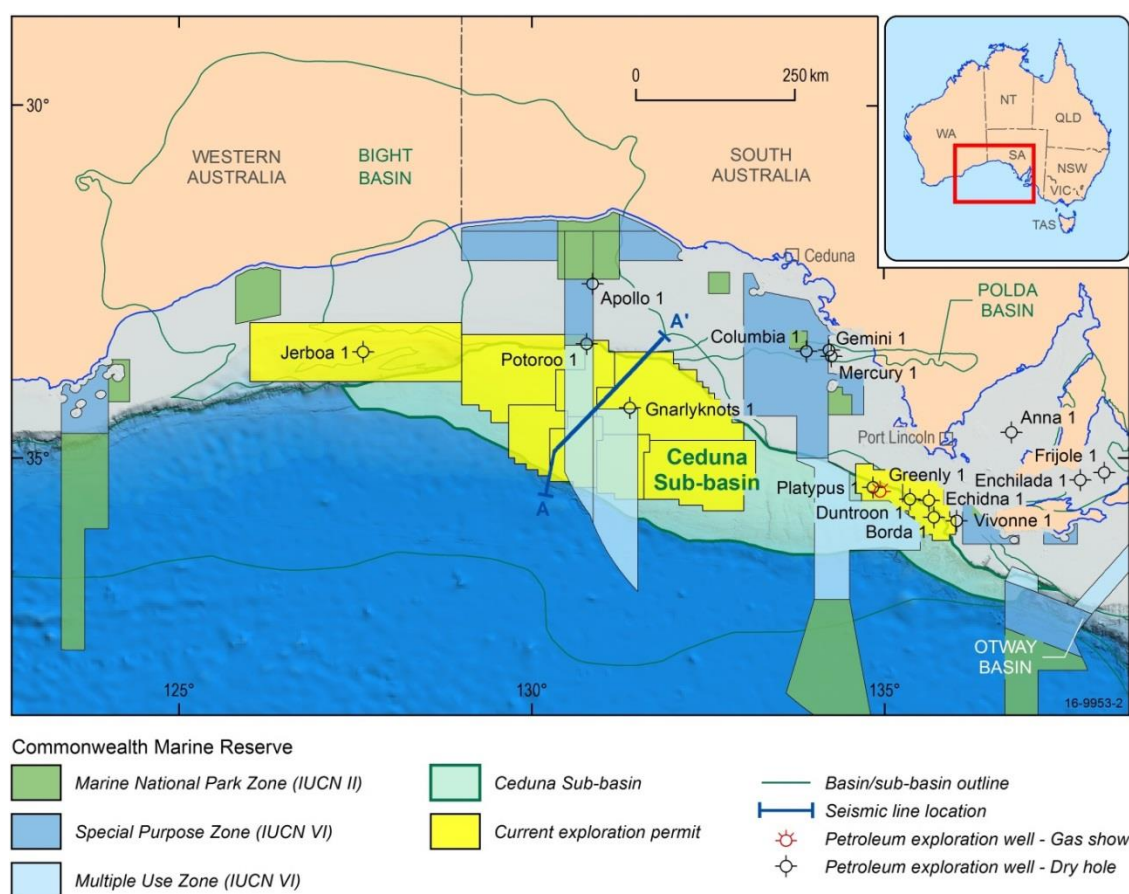 0
250 km
30°
WESTERN
AUSTRALIA
BIGHT
BASIN
SOUTH
AUSTRALIA
NT
WA
QLD
SA
NSW
VIC
TAS
Ceduna
POLDA
BASIN
Apollo 1
A'
Columbia 1
Gemini 1
Jerboa 1
Potoroo 1
Mercury 1
Gnarlyknots 1
Anna 1
Port Lincoln
35°
Frijole 1
Ceduna
Sub-basin
Greenly 1
Enchilada 1
Platypus 1
Echidna 1
A
Duntroon 1
Borda 1
Vivonne 1
OTWAY
BASIN
125°
130°
135°
16-9953-2
Commonwealth Marine Reserve
Marine National Park Zone (IUCN II)
Special Purpose Zone (IUCN VI)
Multiple Use Zone (IUCN VI)
Ceduna Sub-basin
Current exploration permit
Basin/sub-basin outline
Seismic line location
Petroleum exploration well - Gas show
Petroleum exploration well - Dry hole